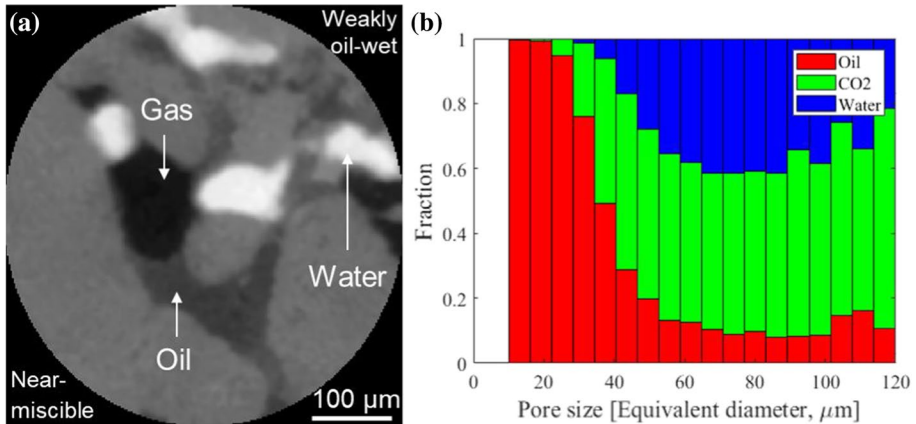 (a)
Weakly
oil-wet
Gas
Water
Oil
Near-
miscible
100 μm
(b)
1
0.8
0.6
0.4
0.2
0
Fraction
Oil
CO2
Water
0 20 40 60 80 100 120
Pore size [Equivalent diameter, μm]